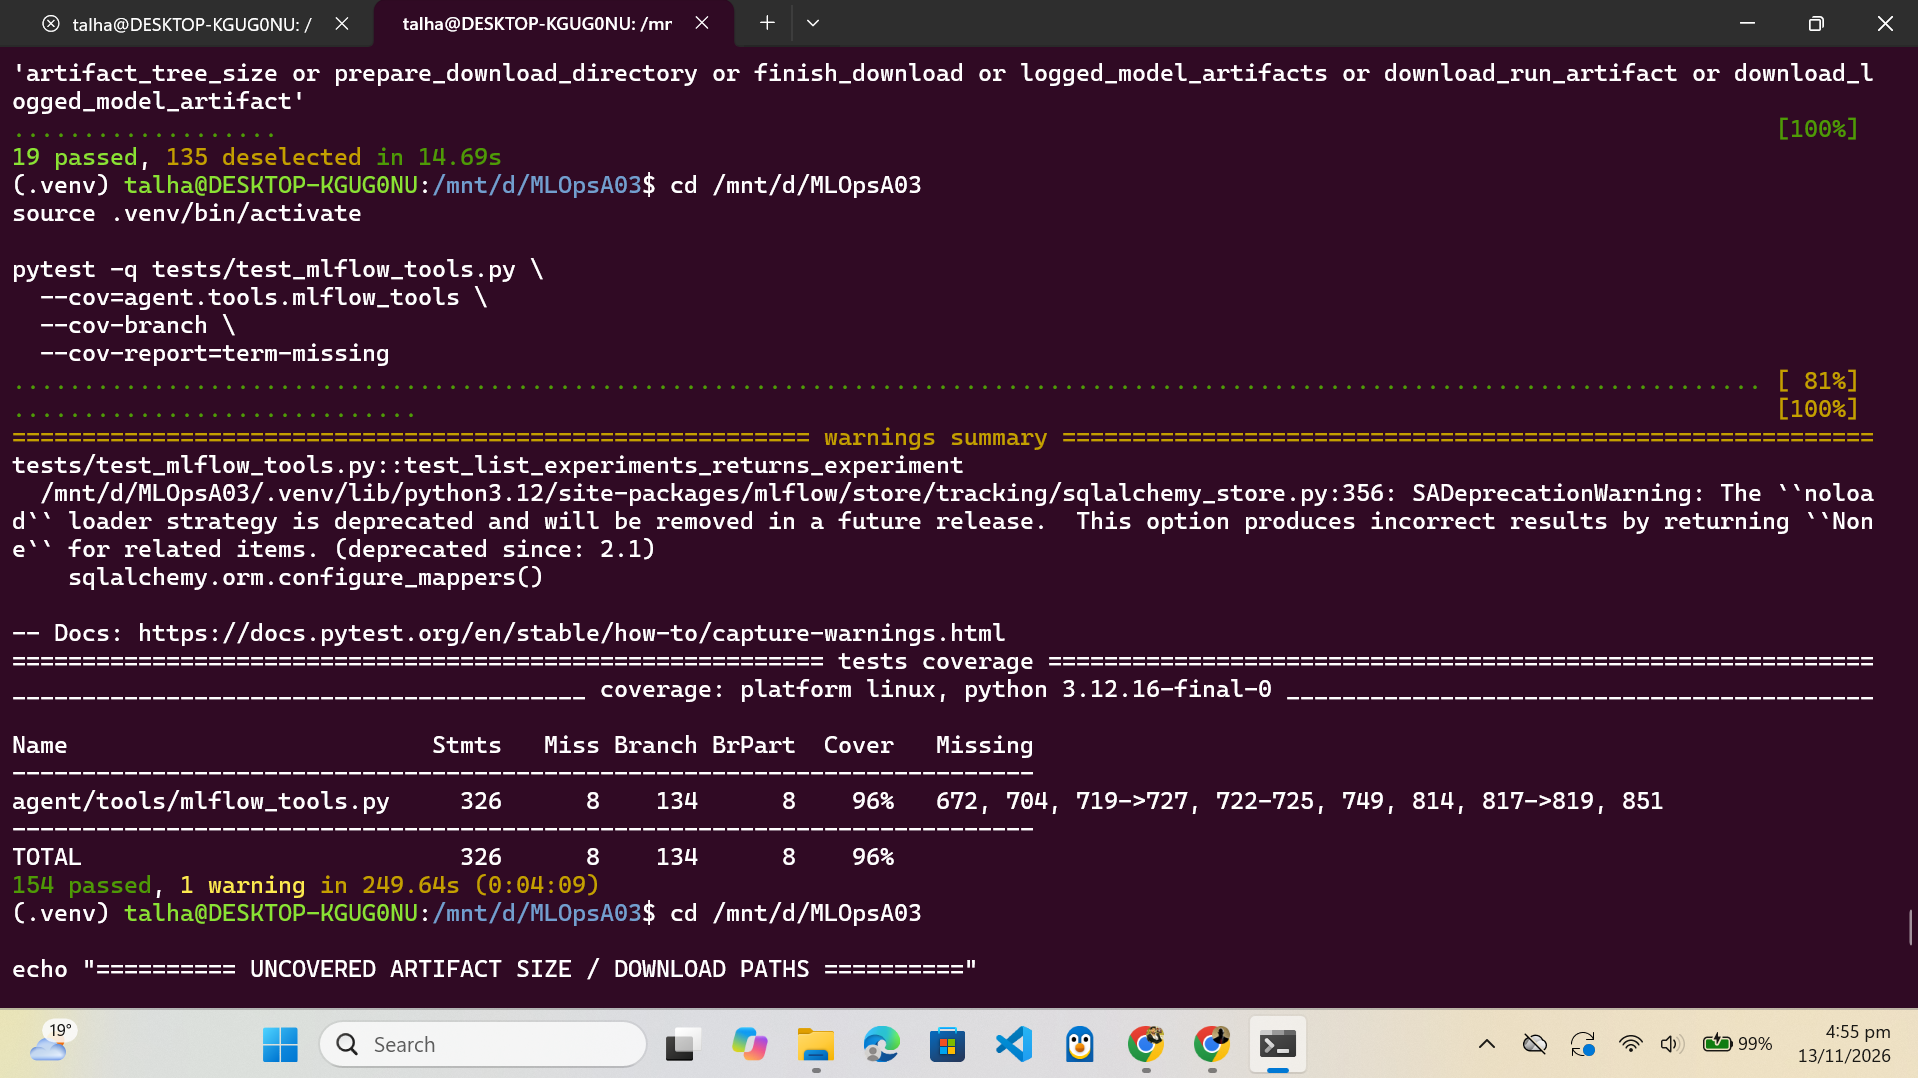 talha@DESKTOP-KGUG0NU: /
talha@DESKTOP-KGUG0NU: /mr
'artifact_tree_size or prepare_download_directory or finish_download or logged_model_artifacts or download_run_artifact or download_l
ogged_model_artifact'
................... [100%]
19 passed, 135 deselected in 14.69s
(.venv) talha@DESKTOP-KGUG0NU:/mnt/d/MLOpsA03$ cd /mnt/d/MLOpsA03
source .venv/bin/activate
pytest -q tests/test_mlflow_tools.py \
  --cov=agent.tools.mlflow_tools \
  --cov-branch \
  --cov-report=term-missing
............................................................................................................................. [ 81%]
............................. [100%]
========================================================= warnings summary ==========================================================
tests/test_mlflow_tools.py::test_list_experiments_returns_experiment
  /mnt/d/MLOpsA03/.venv/lib/python3.12/site-packages/mlflow/store/tracking/sqlalchemy_store.py:356: SADeprecationWarning: The ``noloa
d`` loader strategy is deprecated and will be removed in a future release.  This option produces incorrect results by returning ``Non
e`` for related items. (deprecated since: 2.1)
    sqlalchemy.orm.configure_mappers()
-- Docs: https://docs.pytest.org/en/stable/how-to/capture-warnings.html
========================================================== tests coverage ===========================================================
_________________________________________ coverage: platform linux, python 3.12.16-final-0 __________________________________________
Name                          Stmts   Miss Branch BrPart  Cover   Missing
-------------------------------------------------------------------------
agent/tools/mlflow_tools.py     326      8    134      8    96%   672, 704, 719->727, 722-725, 749, 814, 817->819, 851
-------------------------------------------------------------------------
TOTAL                           326      8    134      8    96%
154 passed, 1 warning in 249.64s (0:04:09)
(.venv) talha@DESKTOP-KGUG0NU:/mnt/d/MLOpsA03$ cd /mnt/d/MLOpsA03
echo "========== UNCOVERED ARTIFACT SIZE / DOWNLOAD PATHS =========="
19°
Search
99%
4:55 pm
13/11/2026